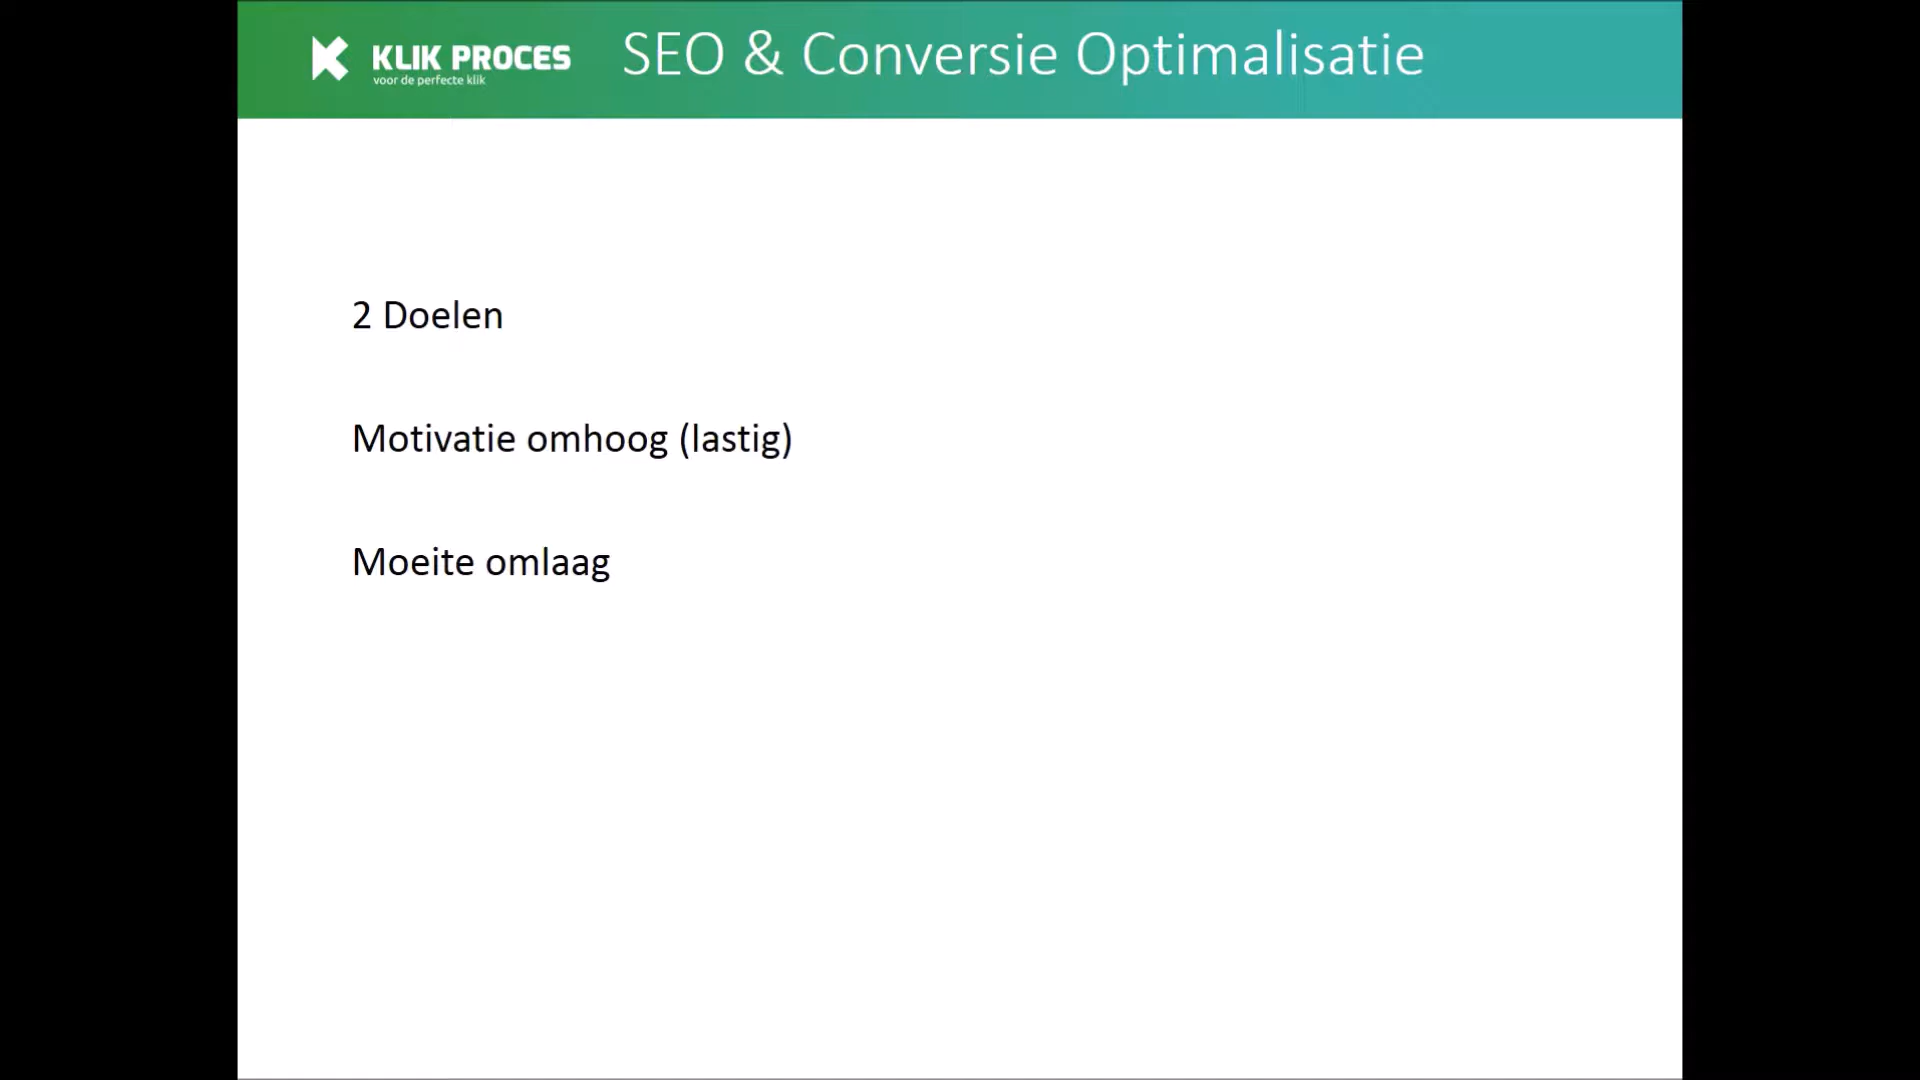 KLIK PROCES
voor de perfecte klik
SEO & Conversie Optimalisatie
2 Doelen
Motivatie omhoog (lastig)
Moeite omlaag